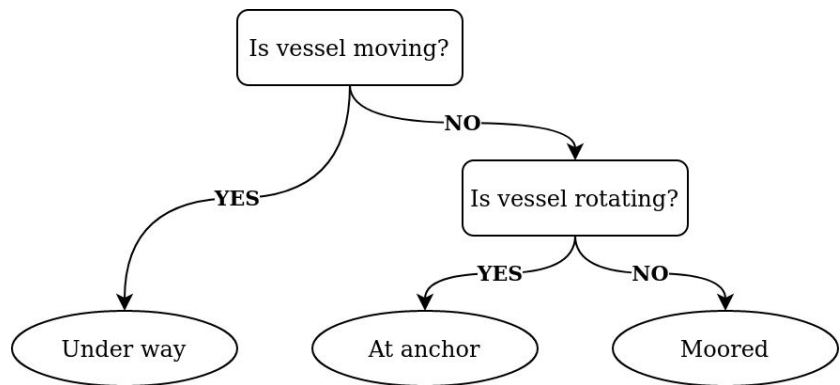 Is vessel moving?
NO
YES
Is vessel rotating?
YES
NO
Under way
At anchor
Moored